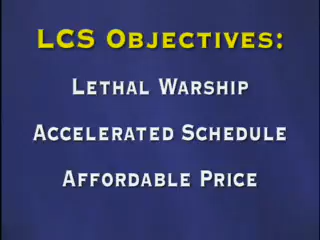 LCS Objectives:
Lethal Warship
Accelerated Schedule
Affordable Price